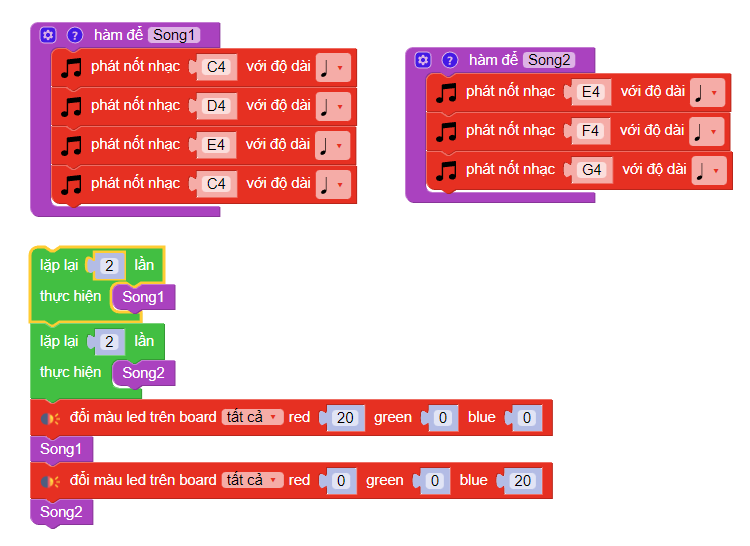 hàm để Song1
phát nốt nhạc C4 với độ dài
phát nốt nhạc D4 với độ dài
phát nốt nhạc E4 với độ dài
phát nốt nhạc C4 với độ dài
hàm để Song2
phát nốt nhạc E4 với độ dài
phát nốt nhạc F4 với độ dài
phát nốt nhạc G4 với độ dài
lặp lại 2 lần
thực hiện Song1
lặp lại 2 lần
thực hiện Song2
đổi màu led trên board tất cả red 20 green 0 blue 0
Song1
đổi màu led trên board tất cả red 0 green 0 blue 20
Song2